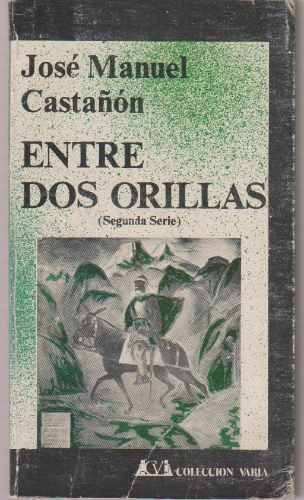 José Manuel
Castañón
ENTRE
DOS ORILLAS
(Segunda Serie)
COLECCION VARIA